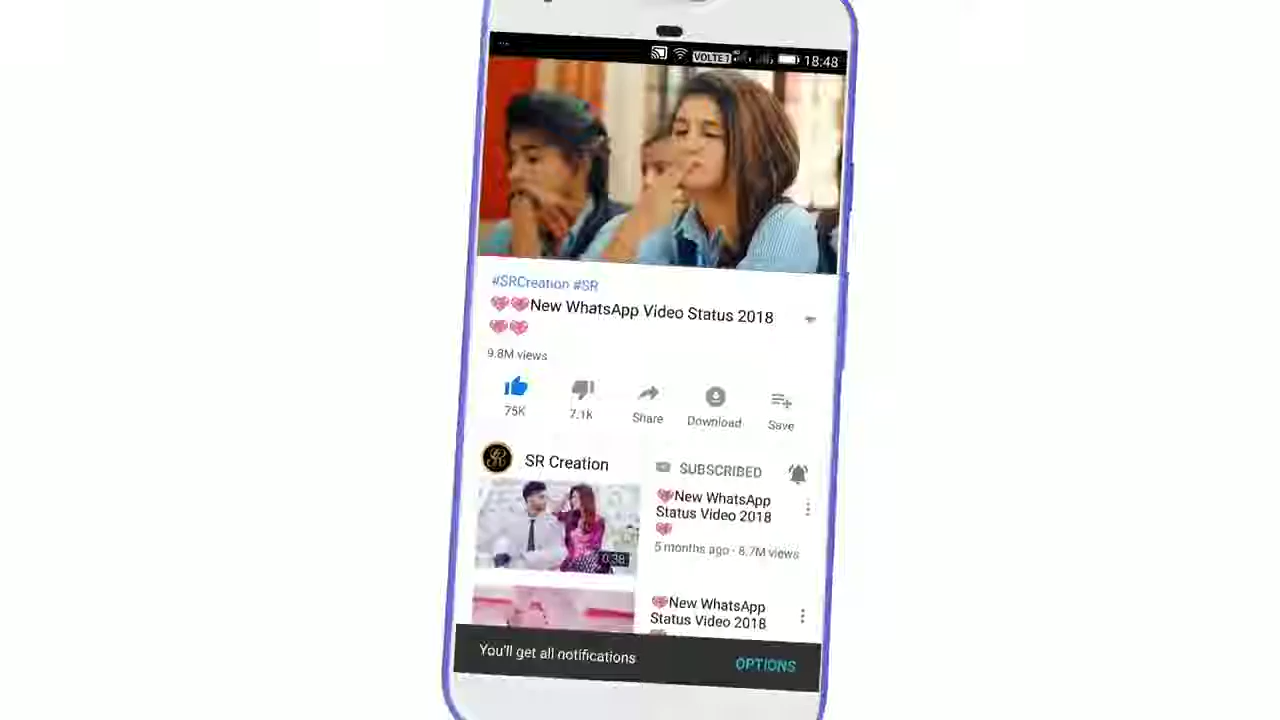 VOLTE 18:48
#SRCreation #SR
💗💗New WhatsApp Video Status 2018
💗💗
9.8M views
75K 7.1K Share Download Save
SR Creation
SUBSCRIBED
0:38
💗New WhatsApp
Status Video 2018
💗
5 months ago · 8.7M views
💗New WhatsApp
Status Video 2018
You'll get all notifications OPTIONS